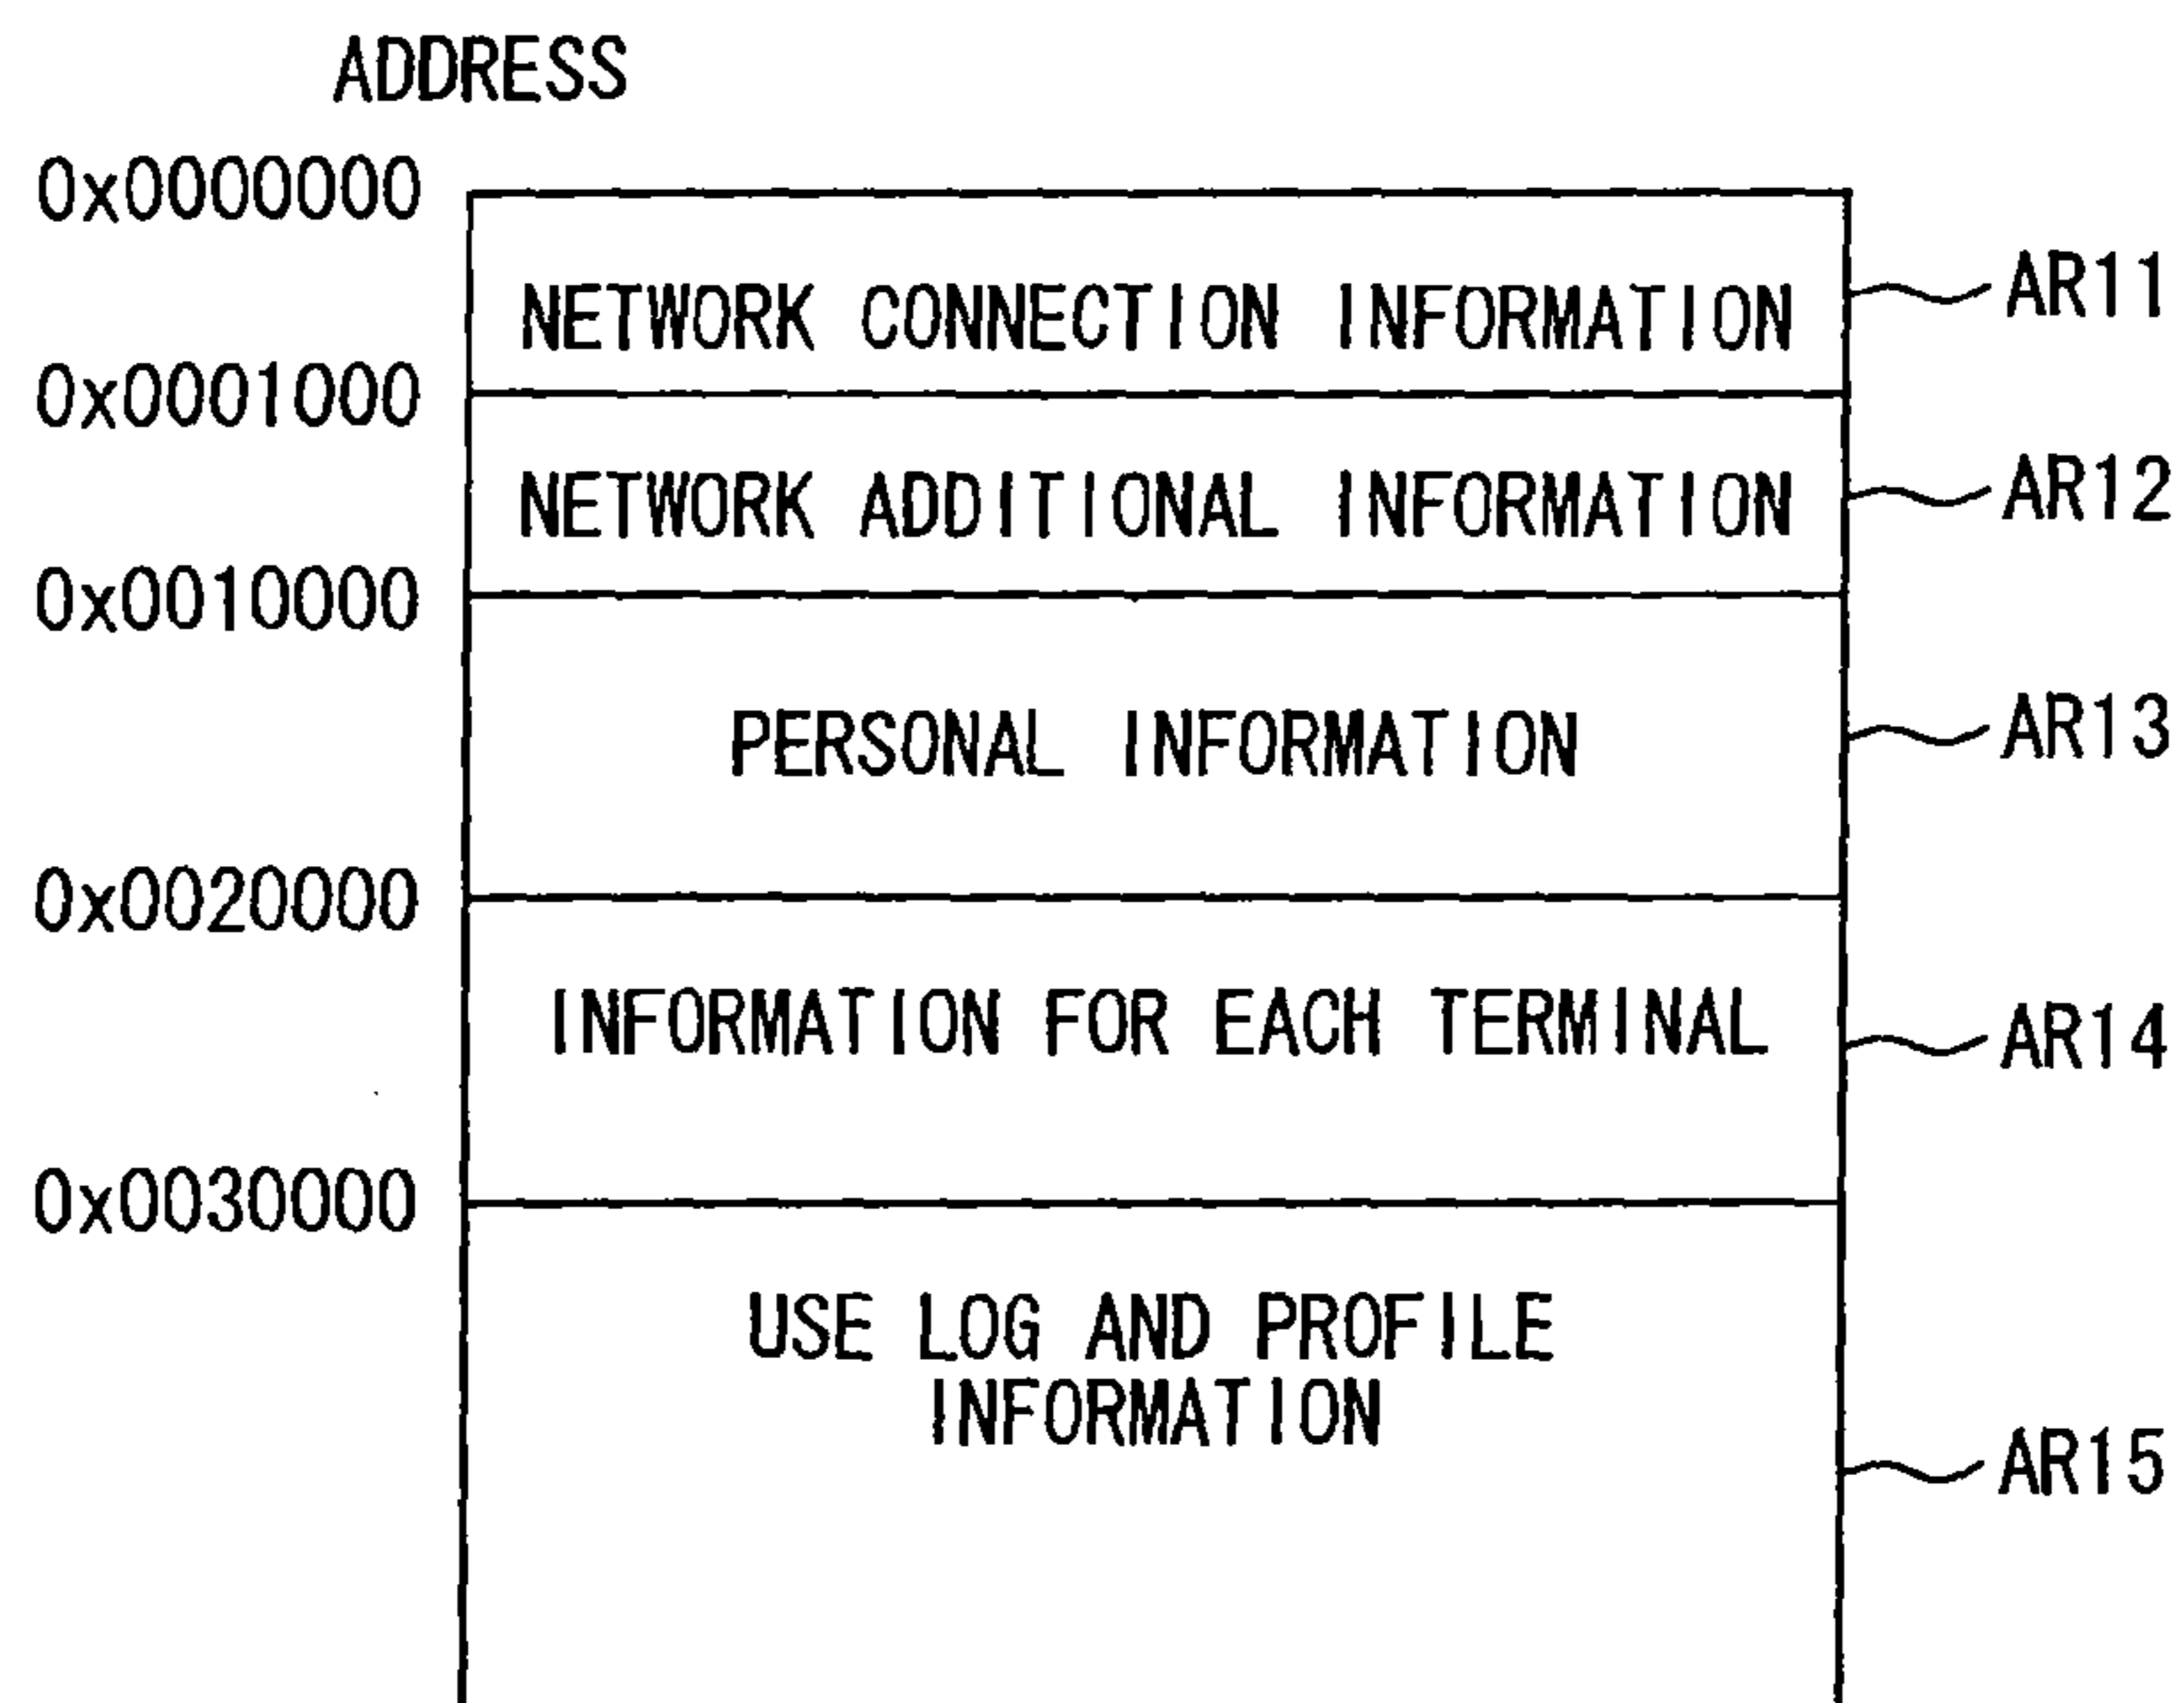 ADDRESS
0x0000000
NETWORK CONNECTION INFORMATION
AR11
0x0001000
NETWORK ADDITIONAL INFORMATION
AR12
0x0010000
PERSONAL INFORMATION
AR13
0x0020000
INFORMATION FOR EACH TERMINAL
AR14
0x0030000
USE LOG AND PROFILE
INFORMATION
AR15